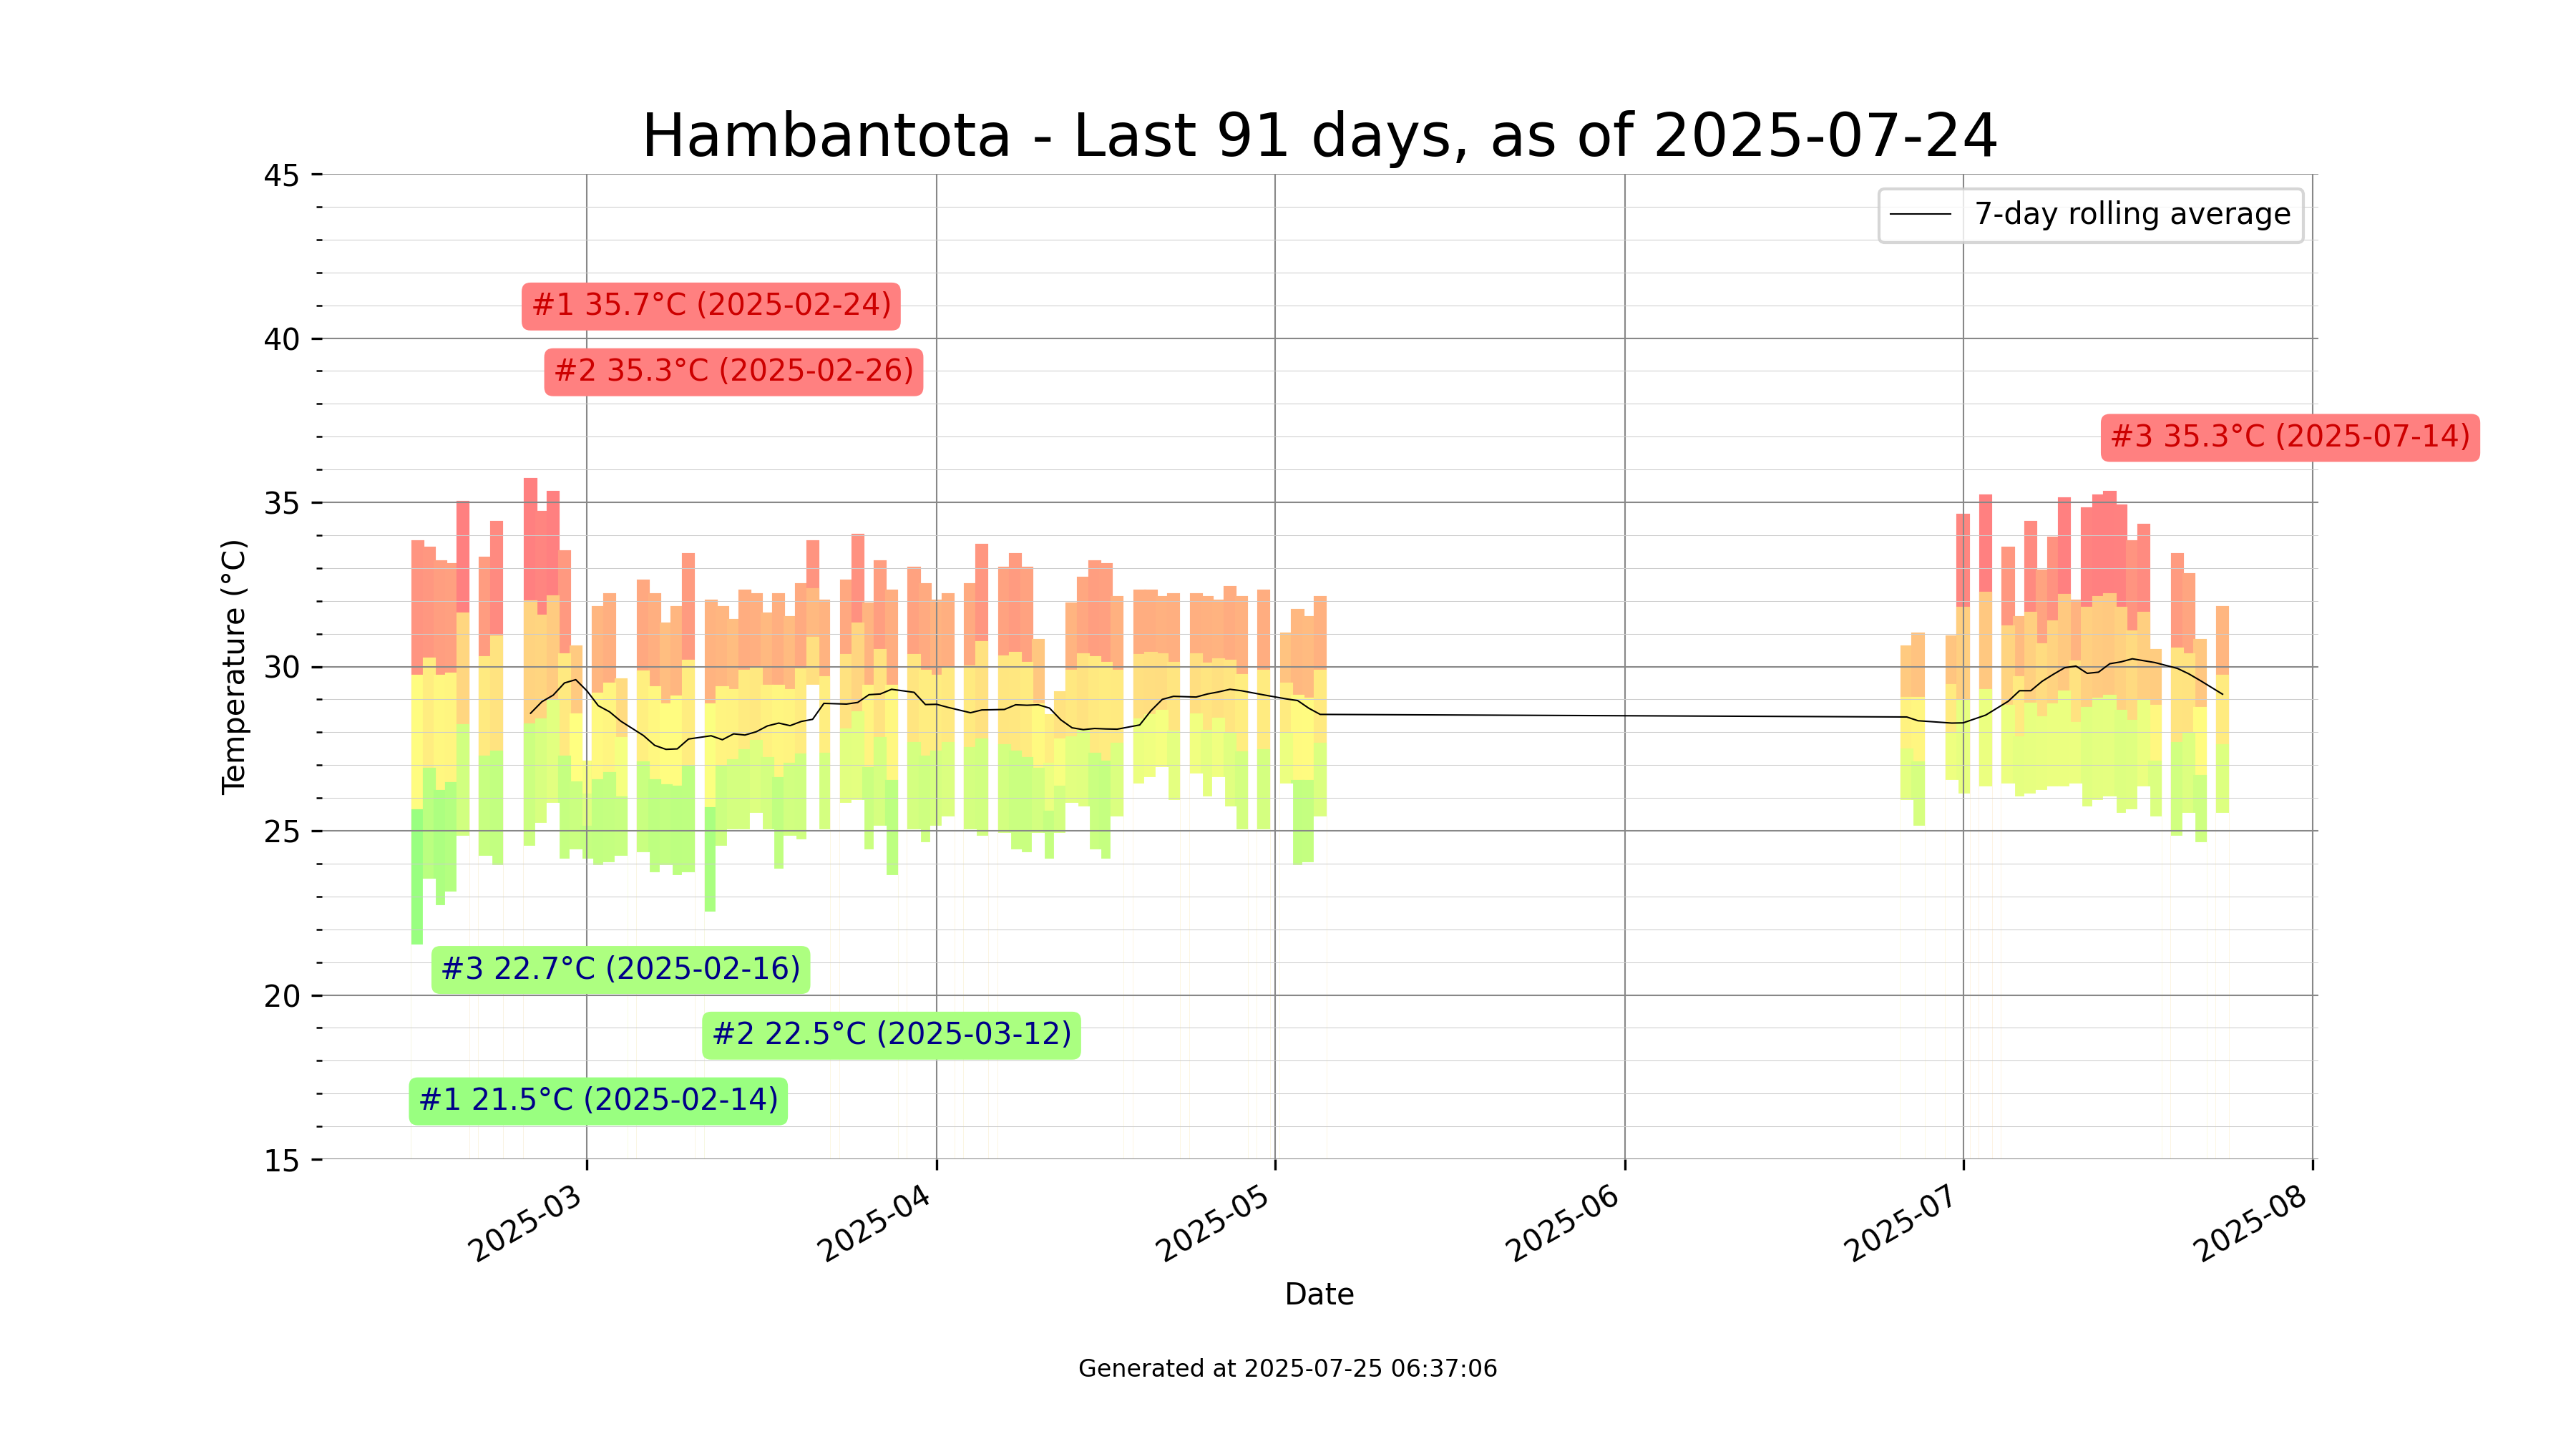 Hambantota - Last 91 days, as of 2025-07-24
45
7-day rolling average
#1 35.7°C (2025-02-24)
40
#2 35.3°C (2025-02-26)
#3 35.3°C (2025-07-14)
35
Temperature (°C)
30
25
#3 22.7°C (2025-02-16)
20
#2 22.5°C (2025-03-12)
#1 21.5°C (2025-02-14)
15
2025-03
2025-04
2025-05
2025-06
2025-07
2025-08
Date
Generated at 2025-07-25 06:37:06